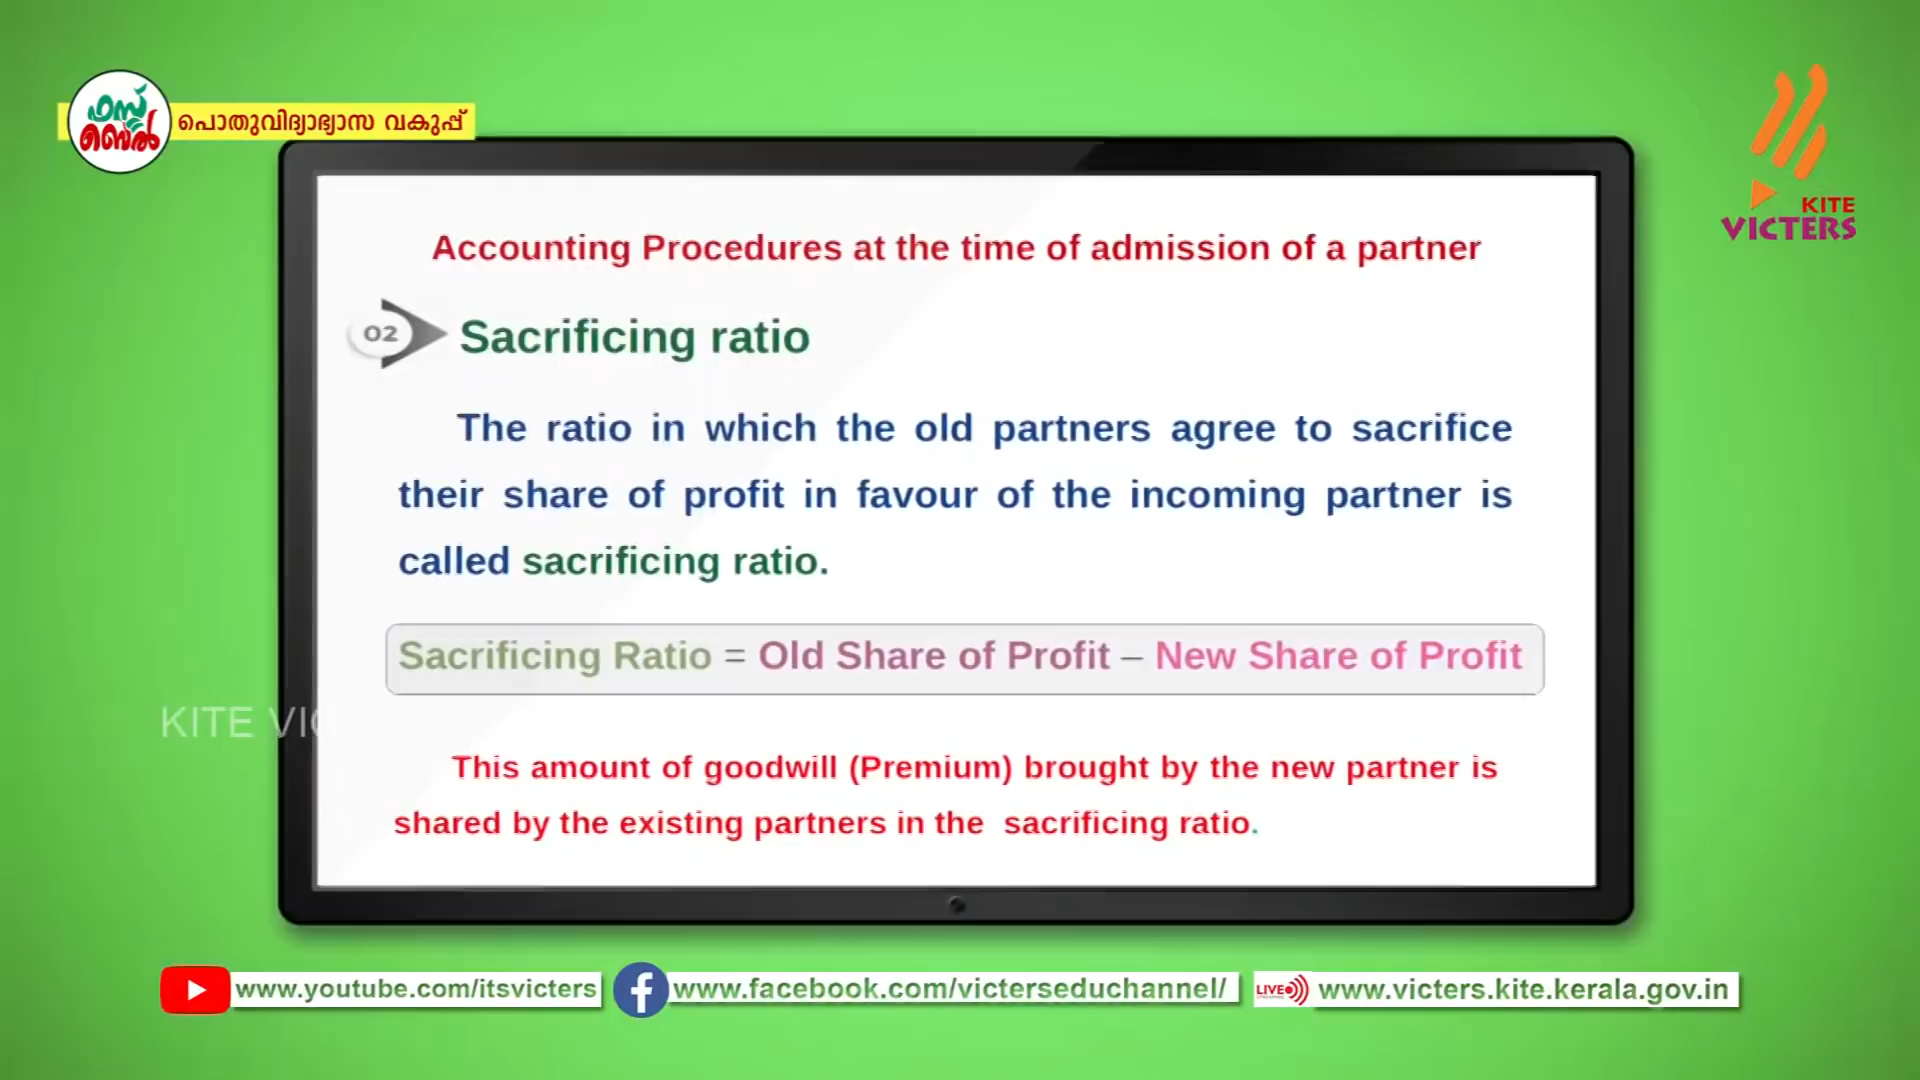 ഫസ്റ്റ്
ബെൽ
പൊതുവിദ്യാഭ്യാസ വകുപ്പ്
KITE
VICTERS
Accounting Procedures at the time of admission of a partner
02
Sacrificing ratio
The ratio in which the old partners agree to sacrifice
their share of profit in favour of the incoming partner is
called sacrificing ratio.
Sacrificing Ratio = Old Share of Profit – New Share of Profit
KITE VIC
This amount of goodwill (Premium) brought by the new partner is
shared by the existing partners in the sacrificing ratio.
www.youtube.com/itsvicters
www.facebook.com/victerseduchannel/
LIVE
www.victers.kite.kerala.gov.in